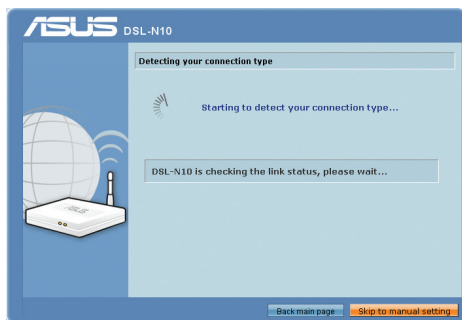 ASUS DSL-N10
Detecting your connection type
Starting to detect your connection type...
DSL-N10 is checking the link status, please wait...
ASUS
Back main page Skip to manual setting